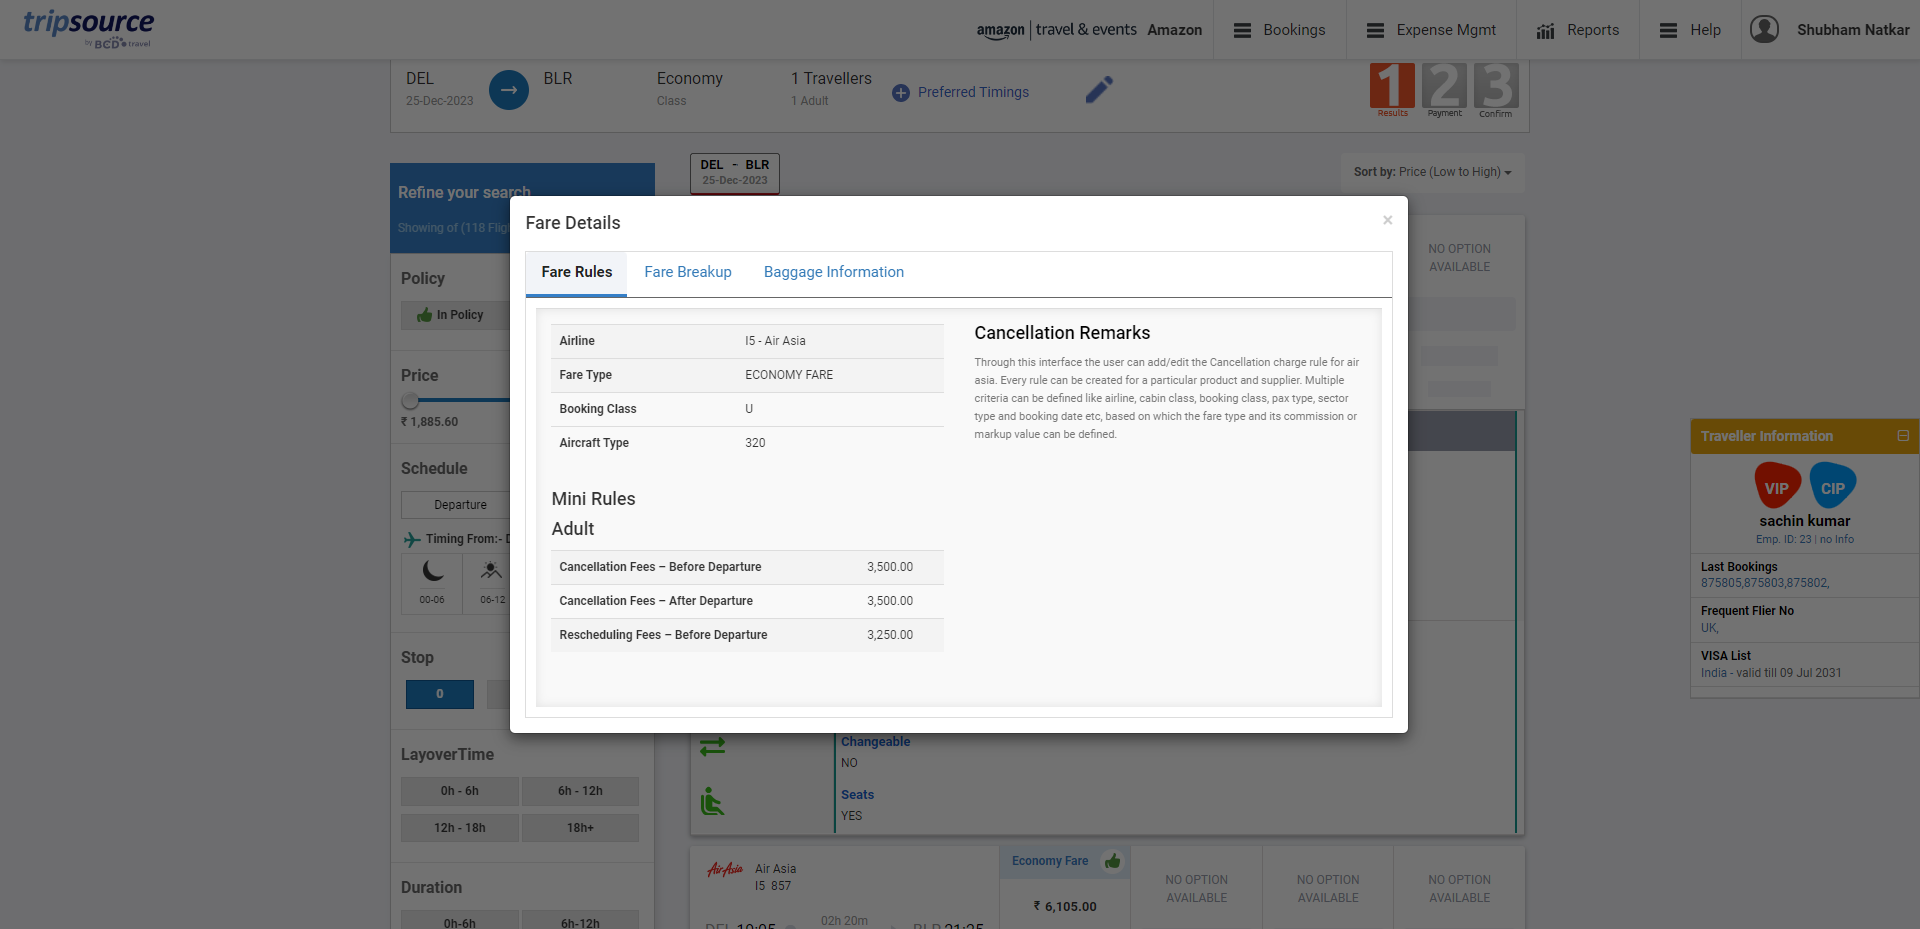 tripsource
by BCD travel
amazon travel & events Amazon
Bookings
Expense Mgmt
Reports
Help
Shubham Natkar
DEL
25-Dec-2023
BLR
Economy
Class
1 Travellers
1 Adult
Preferred Timings
1 2 3
Results Payment Confirm
DEL - BLR
25-Dec-2023
Sort by: Price (Low to High)
Refine your search
Showing of (118 Fli
Policy
In Policy
Price
₹ 1,885.60
Schedule
Departure
Timing From:- D
00-06
06-12
Stop
0
LayoverTime
0h - 6h
6h - 12h
12h - 18h
18h+
Duration
0h-6h
6h-12h
Fare Details
×
Fare Rules
Fare Breakup
Baggage Information
Airline I5 - Air Asia
Fare Type ECONOMY FARE
Booking Class U
Aircraft Type 320
Mini Rules
Adult
Cancellation Fees – Before Departure 3,500.00
Cancellation Fees – After Departure 3,500.00
Rescheduling Fees – Before Departure 3,250.00
Cancellation Remarks
Through this interface the user can add/edit the Cancellation charge rule for air
asia. Every rule can be created for a particular product and supplier. Multiple
criteria can be defined like airline, cabin class, booking class, pax type, sector
type and booking date etc, based on which the fare type and its commission or
markup value can be defined.
NO OPTION
AVAILABLE
Changeable
NO
Seats
YES
AirAsia
Air Asia
I5 857
DEL 19:05
02h 20m
BLR 21:25
Economy Fare
₹ 6,105.00
NO OPTION
AVAILABLE
NO OPTION
AVAILABLE
NO OPTION
AVAILABLE
Traveller Information
VIP
CIP
sachin kumar
Emp. ID: 23 | no Info
Last Bookings
875805,875803,875802,
Frequent Flier No
UK,
VISA List
India - valid till 09 Jul 2031